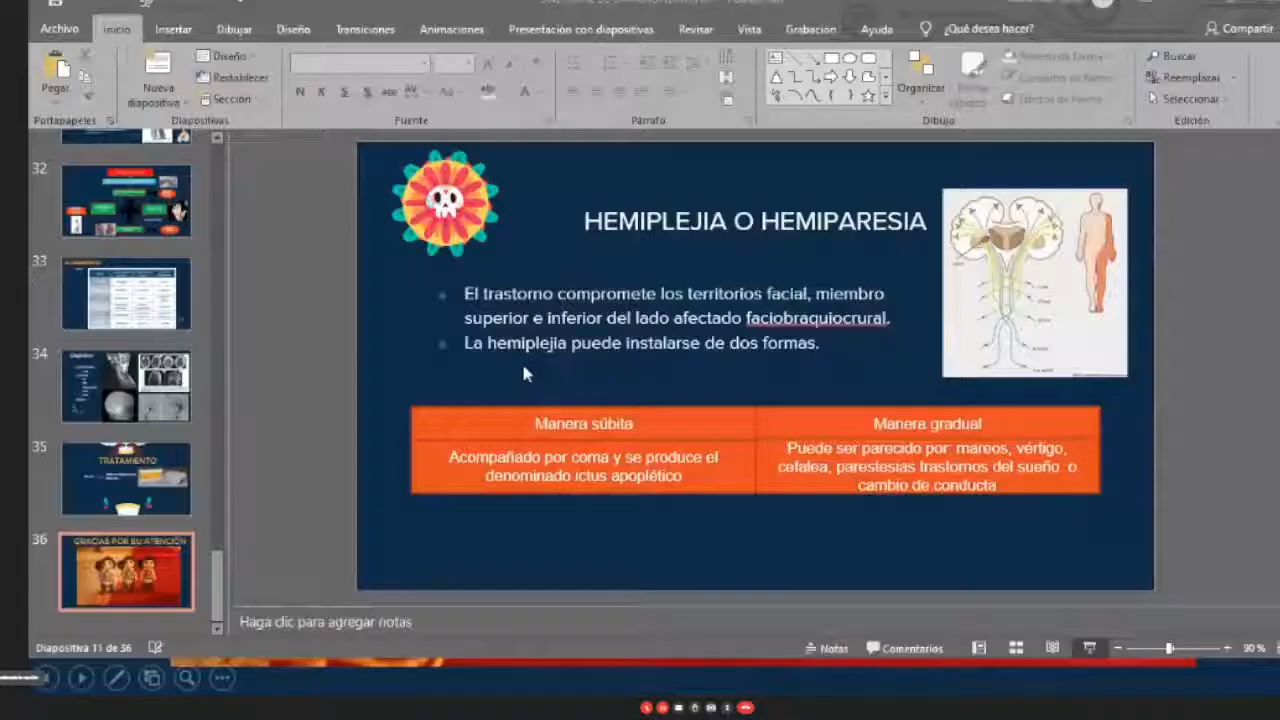 Archivo Inicio Insertar Dibujar Diseño Transiciones Animaciones Presentación con diapositivas Revisar Vista Grabación Ayuda ¿Qué desea hacer? Compartir
Pegar
Nueva
diapositiva
Diseño
Restablecer
Sección
N K S S abc AV Aa A
Organizar
Buscar
Reemplazar
Seleccionar
Portapapeles Diapositivas Fuente Párrafo Dibujo Edición
32
33
34
35
TRATAMIENTO
36
GRACIAS POR SU ATENCIÓN
HEMIPLEJIA O HEMIPARESIA
El trastorno compromete los territorios facial, miembro
superior e inferior del lado afectado faciobraquiocrural.
La hemiplejia puede instalarse de dos formas.
Manera súbita
Acompañado por coma y se produce el
denominado ictus apoplético
Manera gradual
Puede ser parecido por: mareos, vértigo,
cefalea, parestesias trastornos del sueño o
cambio de conducta
Haga clic para agregar notas
Diapositiva 11 de 36 Notas Comentarios 90 %